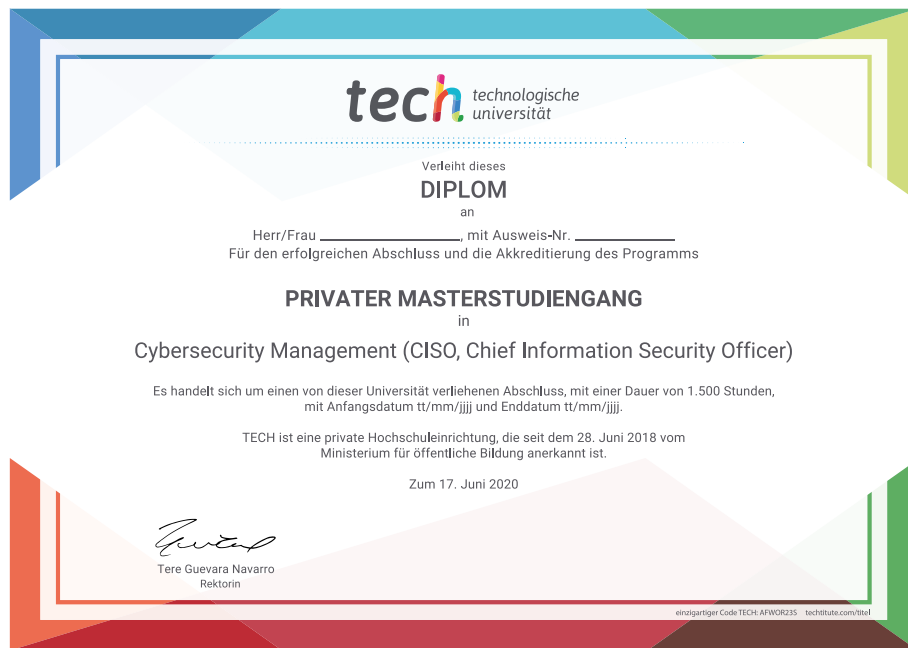 tech technologische
universität
Verleiht dieses
DIPLOM
an
Herr/Frau ____________________, mit Ausweis-Nr. ______________
Für den erfolgreichen Abschluss und die Akkreditierung des Programms
PRIVATER MASTERSTUDIENGANG
in
Cybersecurity Management (CISO, Chief Information Security Officer)
Es handelt sich um einen von dieser Universität verliehenen Abschluss, mit einer Dauer von 1.500 Stunden,
mit Anfangsdatum tt/mm/jjjj und Enddatum tt/mm/jjjj.
TECH ist eine private Hochschuleinrichtung, die seit dem 28. Juni 2018 vom
Ministerium für öffentliche Bildung anerkannt ist.
Zum 17. Juni 2020
Tere Guevara Navarro
Rektorin
einzigartiger Code TECH: AFWOR23S techtitute.com/titel